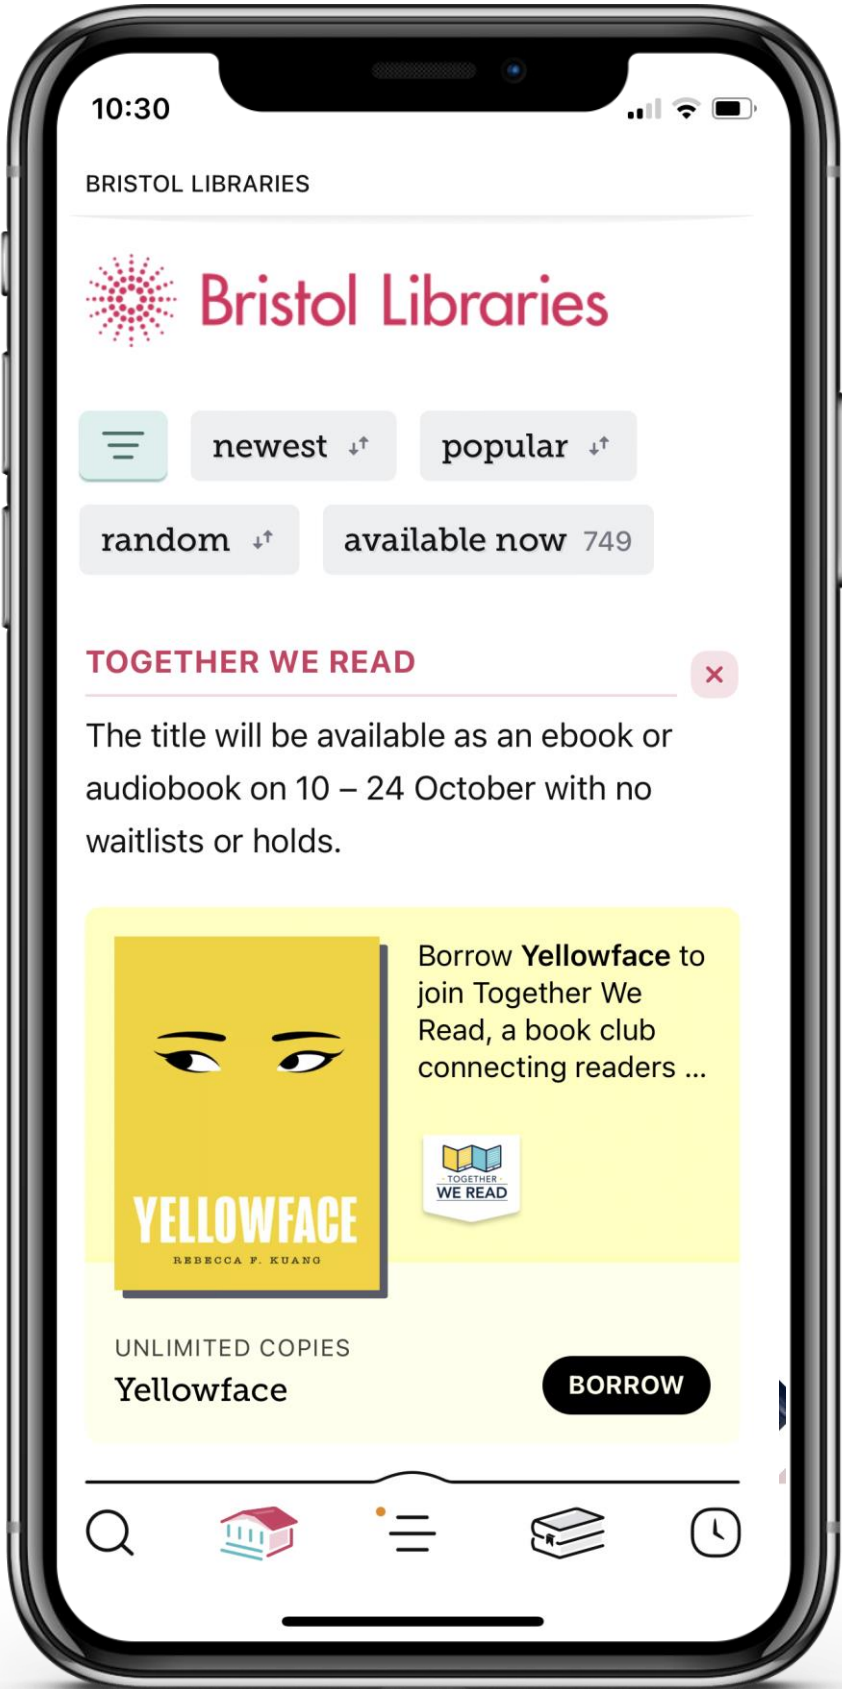 10:30
BRISTOL LIBRARIES
Bristol Libraries
newest
popular
random
available now 749
TOGETHER WE READ
The title will be available as an ebook or
audiobook on 10 – 24 October with no
waitlists or holds.
Borrow Yellowface to
join Together We
Read, a book club
connecting readers ...
YELLOWFACE
REBECCA F. KUANG
· TOGETHER ·
WE READ
UNLIMITED COPIES
Yellowface
BORROW